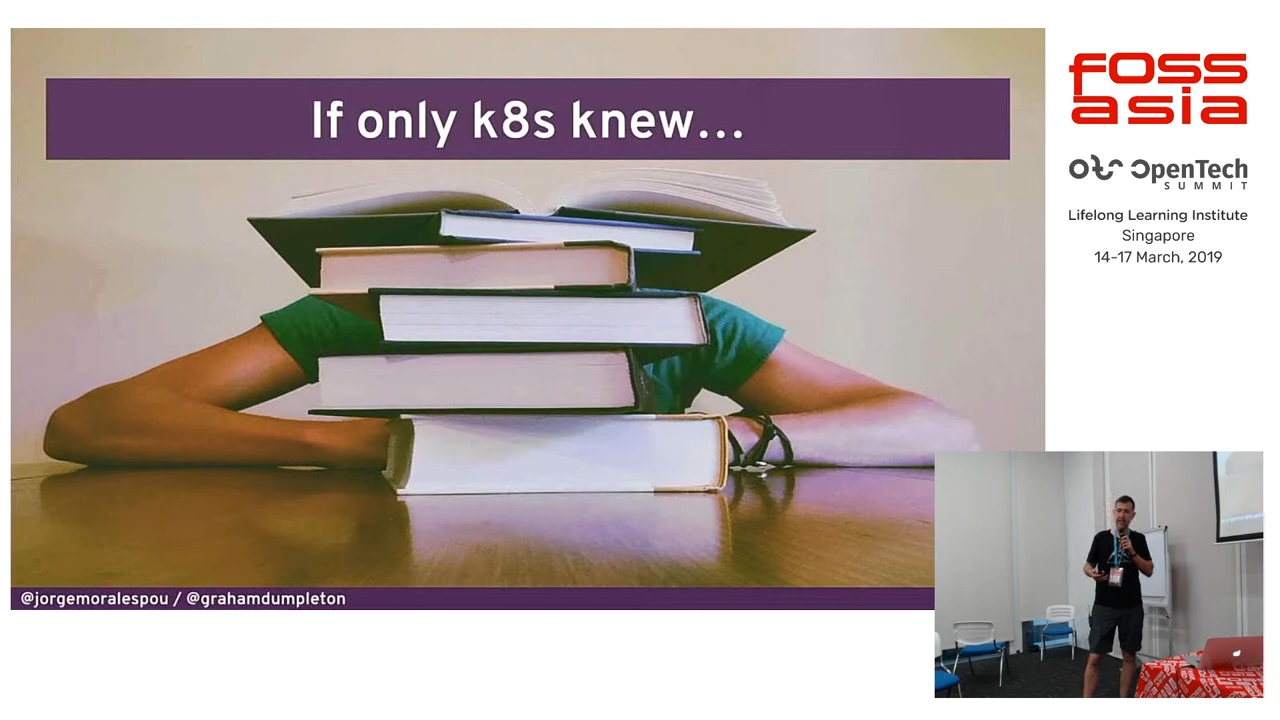 If only k8s knew...
@jorgemoralespou / @grahamdumpleton
FOSS
asia
OpenTech
SUMMIT
Lifelong Learning Institute
Singapore
14-17 March, 2019